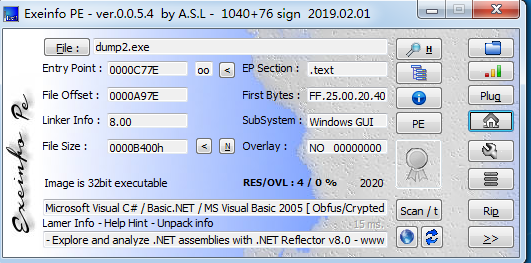 Exeinfo PE - ver.0.0.5.4 by A.S.L - 1040+76 sign 2019.02.01
File : dump2.exe H
Entry Point : 0000C77E oo < EP Section : .text
File Offset : 0000A97E First Bytes : FF.25.00.20.40 Plug
Linker Info : 8.00 SubSystem : Windows GUI PE
File Size : 0000B400h < N Overlay : NO 00000000
Image is 32bit executable RES/OVL : 4 / 0 % 2020
Microsoft Visual C# / Basic.NET / MS Visual Basic 2005 [ Obfus/Crypted Scan / t Rip
Lamer Info - Help Hint - Unpack info 15 ms.
- Explore and analyze .NET assemblies with .NET Reflector v8.0 - www >>
Exeinfo Pe